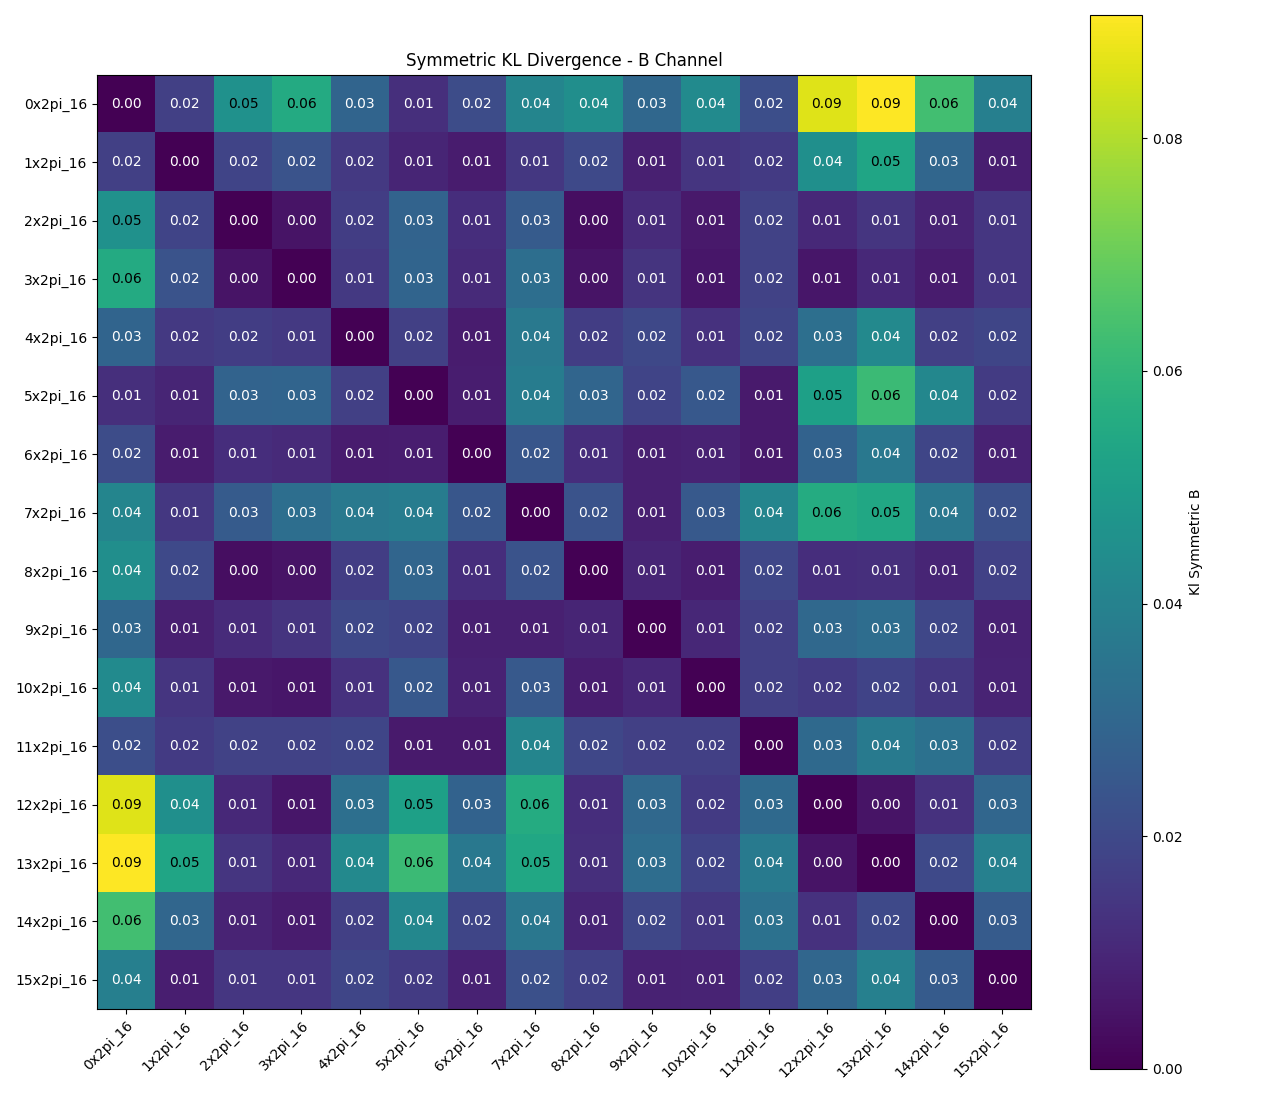 Symmetric KL Divergence - B Channel
0x2pi_16 0.00 0.02 0.05 0.06 0.03 0.01 0.02 0.04 0.04 0.03 0.04 0.02 0.09 0.09 0.06 0.04
1x2pi_16 0.02 0.00 0.02 0.02 0.02 0.01 0.01 0.01 0.02 0.01 0.01 0.02 0.04 0.05 0.03 0.01
2x2pi_16 0.05 0.02 0.00 0.00 0.02 0.03 0.01 0.03 0.00 0.01 0.01 0.02 0.01 0.01 0.01 0.01
3x2pi_16 0.06 0.02 0.00 0.00 0.01 0.03 0.01 0.03 0.00 0.01 0.01 0.02 0.01 0.01 0.01 0.01
4x2pi_16 0.03 0.02 0.02 0.01 0.00 0.02 0.01 0.04 0.02 0.02 0.01 0.02 0.03 0.04 0.02 0.02
5x2pi_16 0.01 0.01 0.03 0.03 0.02 0.00 0.01 0.04 0.03 0.02 0.02 0.01 0.05 0.06 0.04 0.02
6x2pi_16 0.02 0.01 0.01 0.01 0.01 0.01 0.00 0.02 0.01 0.01 0.01 0.01 0.03 0.04 0.02 0.01
7x2pi_16 0.04 0.01 0.03 0.03 0.04 0.04 0.02 0.00 0.02 0.01 0.03 0.04 0.06 0.05 0.04 0.02
8x2pi_16 0.04 0.02 0.00 0.00 0.02 0.03 0.01 0.02 0.00 0.01 0.01 0.02 0.01 0.01 0.01 0.02
9x2pi_16 0.03 0.01 0.01 0.01 0.02 0.02 0.01 0.01 0.01 0.00 0.01 0.02 0.03 0.03 0.02 0.01
10x2pi_16 0.04 0.01 0.01 0.01 0.01 0.02 0.01 0.03 0.01 0.01 0.00 0.02 0.02 0.02 0.01 0.01
11x2pi_16 0.02 0.02 0.02 0.02 0.02 0.01 0.01 0.04 0.02 0.02 0.02 0.00 0.03 0.04 0.03 0.02
12x2pi_16 0.09 0.04 0.01 0.01 0.03 0.05 0.03 0.06 0.01 0.03 0.02 0.03 0.00 0.00 0.01 0.03
13x2pi_16 0.09 0.05 0.01 0.01 0.04 0.06 0.04 0.05 0.01 0.03 0.02 0.04 0.00 0.00 0.02 0.04
14x2pi_16 0.06 0.03 0.01 0.01 0.02 0.04 0.02 0.04 0.01 0.02 0.01 0.03 0.01 0.02 0.00 0.03
15x2pi_16 0.04 0.01 0.01 0.01 0.02 0.02 0.01 0.02 0.02 0.01 0.01 0.02 0.03 0.04 0.03 0.00
0x2pi_16 1x2pi_16 2x2pi_16 3x2pi_16 4x2pi_16 5x2pi_16 6x2pi_16 7x2pi_16 8x2pi_16 9x2pi_16 10x2pi_16 11x2pi_16 12x2pi_16 13x2pi_16 14x2pi_16 15x2pi_16
0.08
0.06
0.04
0.02
0.00
Kl Symmetric B